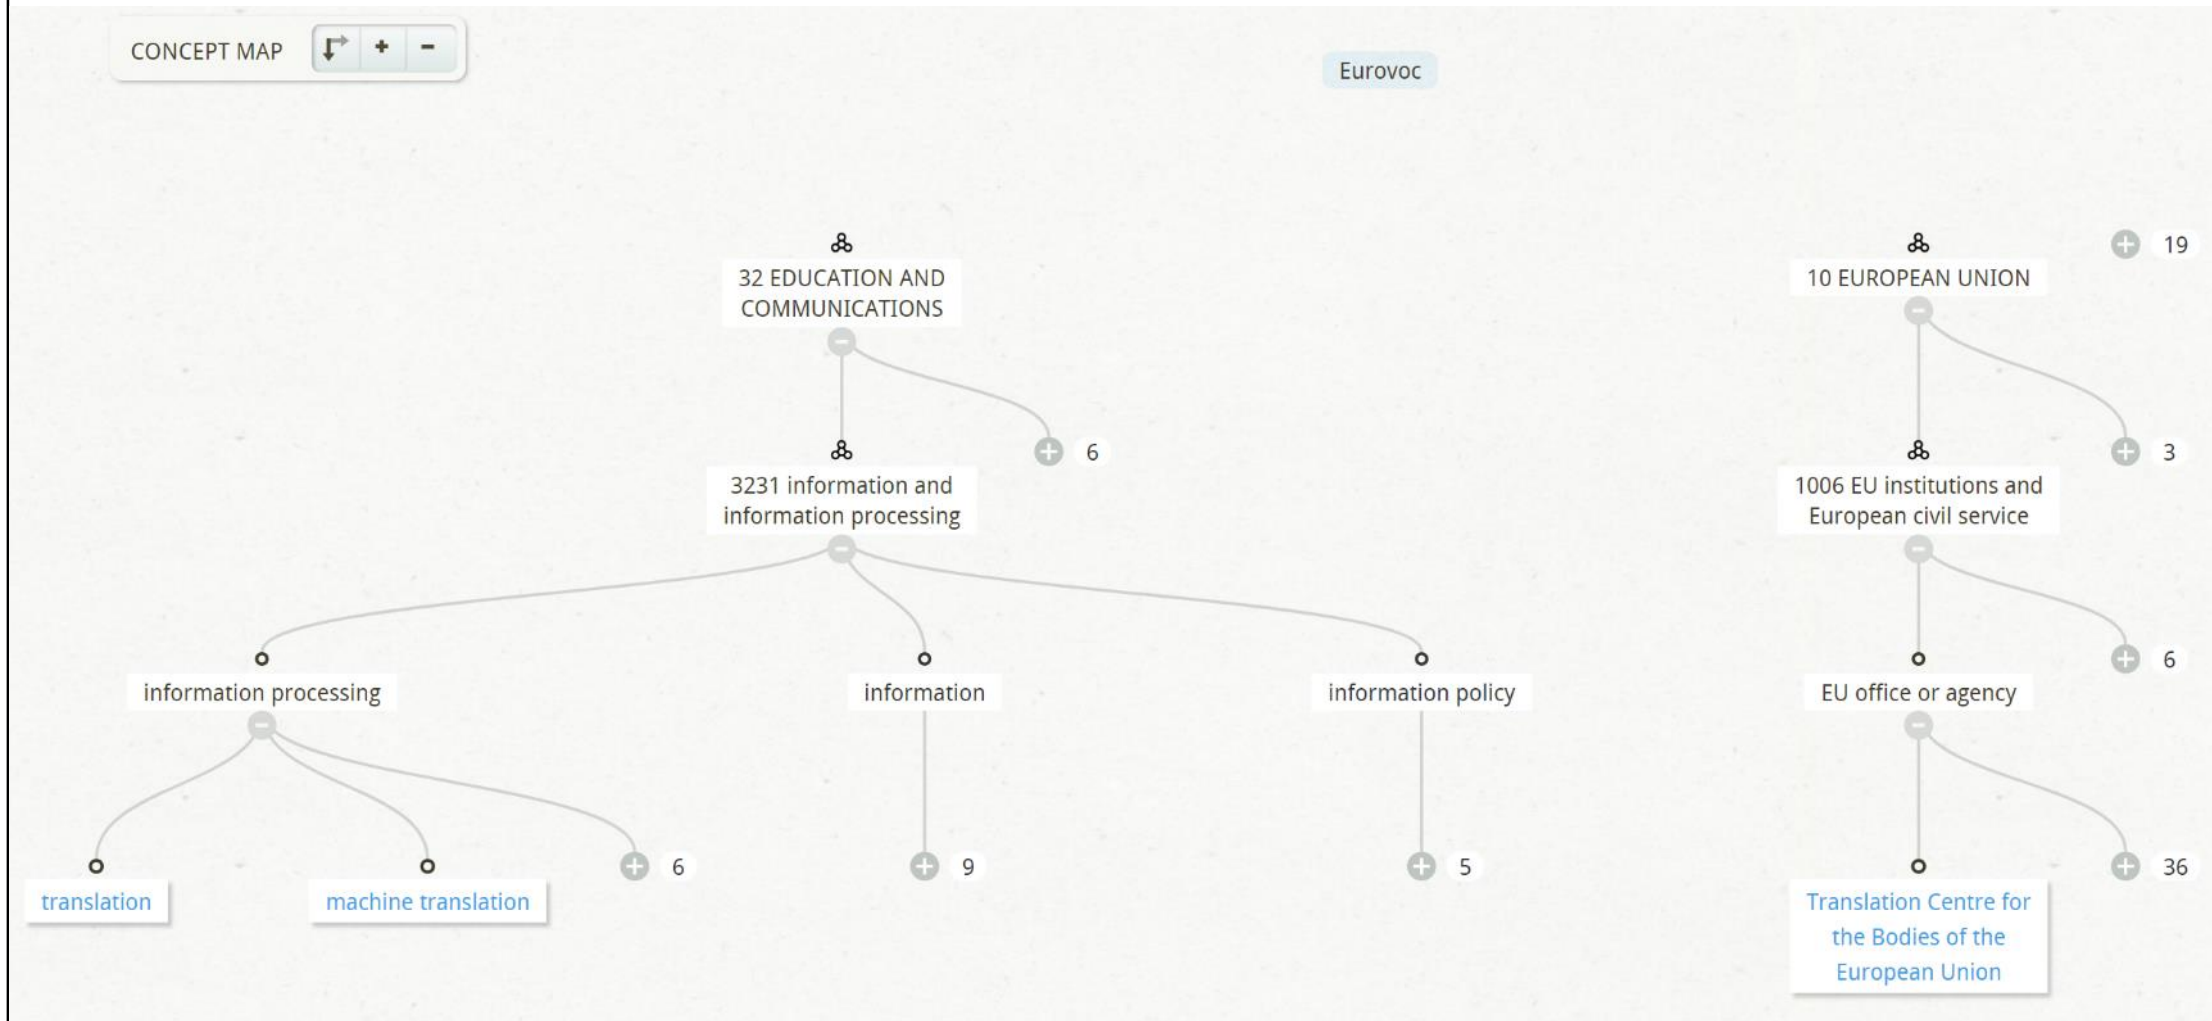 CONCEPT MAP
Eurovoc
19
32 EDUCATION AND
COMMUNICATIONS
10 EUROPEAN UNION
6
3
3231 information and
information processing
1006 EU institutions and
European civil service
6
information processing
information
information policy
EU office or agency
6
9
5
36
translation
machine translation
Translation Centre for
the Bodies of the
European Union